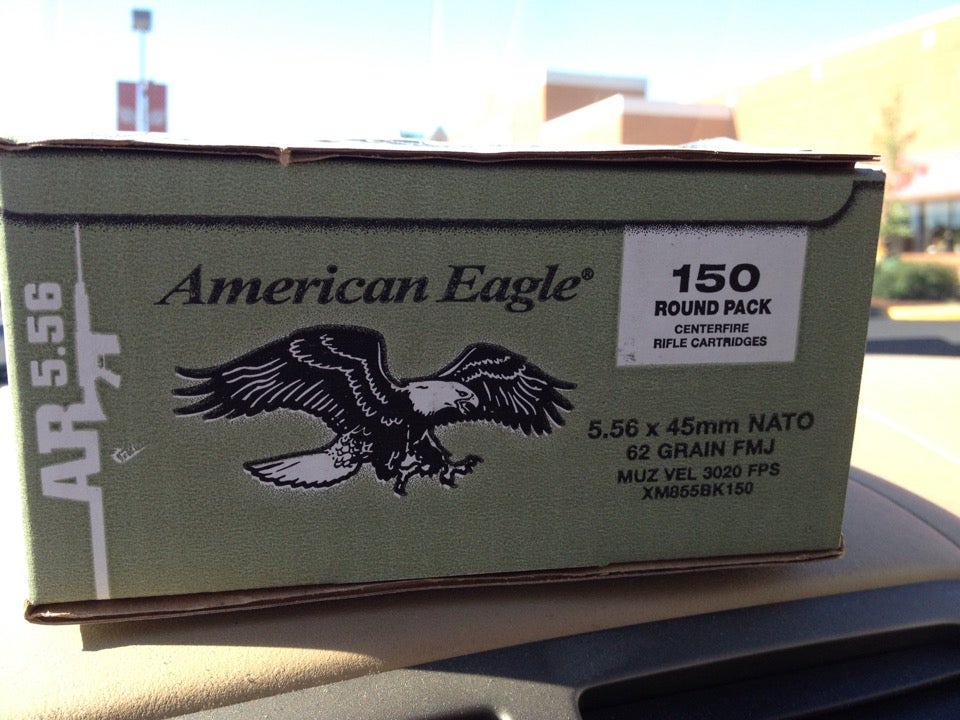 AR 5.56
American Eagle®
150
ROUND PACK
CENTERFIRE
RIFLE CARTRIDGES
5.56 x 45mm NATO
62 GRAIN FMJ
MUZ VEL 3020 FPS
XM855BK150